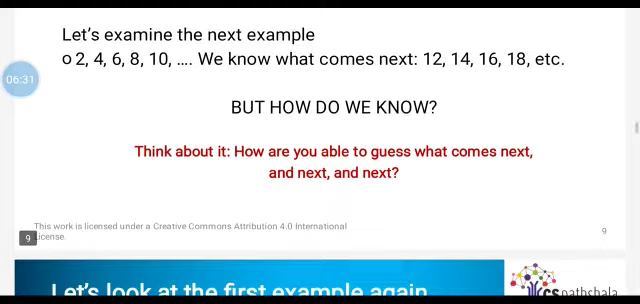 Let's examine the next example
o 2, 4, 6, 8, 10, .... We know what comes next: 12, 14, 16, 18, etc.
06:31
BUT HOW DO WE KNOW?
Think about it: How are you able to guess what comes next,
and next, and next?
This work is licensed under a Creative Commons Attribution 4.0 International
License.
9
9
Let's look at the first example again
CS pathshala